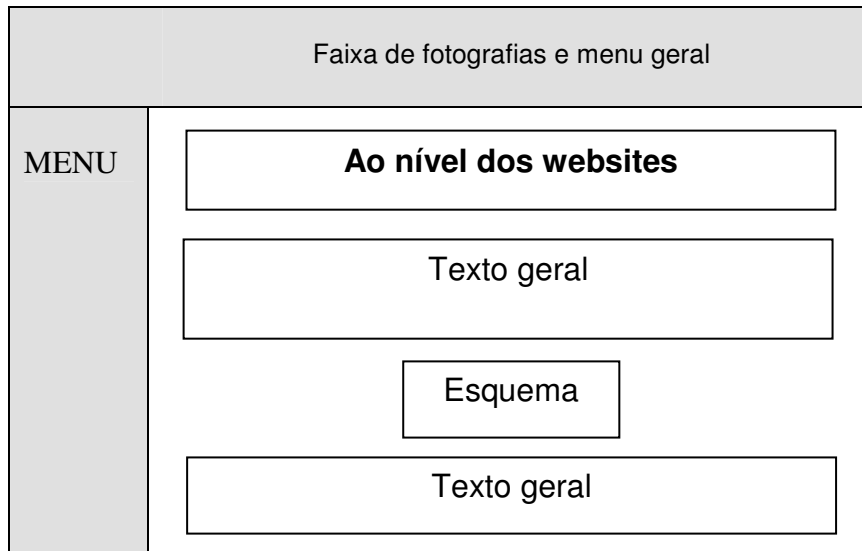 Faixa de fotografias e menu geral
MENU
Ao nível dos websites
Texto geral
Esquema
Texto geral